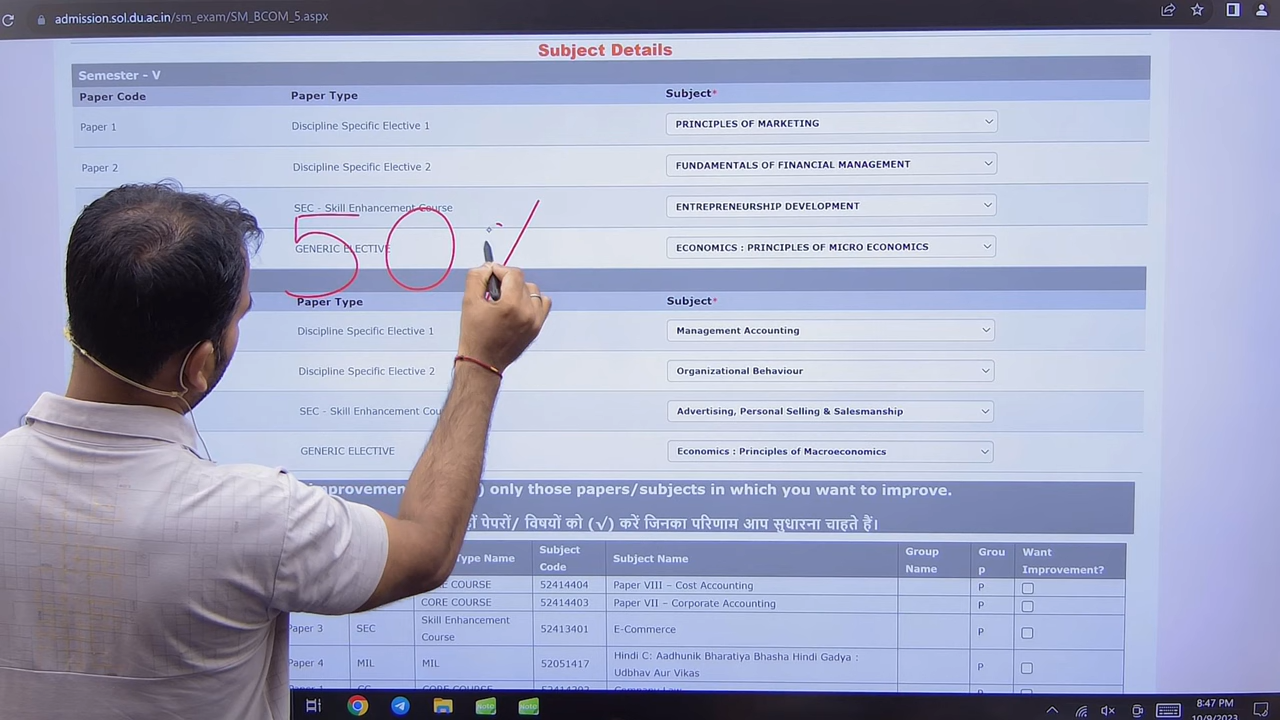 admission.sol.du.ac.in/sm_exam/SM_BCOM_5.aspx
Subject Details
Semester - V
Paper Code Paper Type Subject*
Paper 1 Discipline Specific Elective 1 PRINCIPLES OF MARKETING
Paper 2 Discipline Specific Elective 2 FUNDAMENTALS OF FINANCIAL MANAGEMENT
SEC - Skill Enhancement Course ENTREPRENEURSHIP DEVELOPMENT
GENERIC ELECTIVE ECONOMICS : PRINCIPLES OF MICRO ECONOMICS
50%
Paper Type Subject*
Discipline Specific Elective 1 Management Accounting
Discipline Specific Elective 2 Organizational Behaviour
SEC - Skill Enhancement Advertising, Personal Selling & Salesmanship
GENERIC ELECTIVE Economics : Principles of Macroeconomics
only those papers/subjects in which you want to improve.
पेपरों/ विषयों को (√) करें जिनका परिणाम आप सुधारना चाहते हैं।
Type Name Subject Code Subject Name Group Name Group Want Improvement?
COURSE 52414404 Paper VIII – Cost Accounting P
CORE COURSE 52414403 Paper VII – Corporate Accounting P
Paper 3 SEC Skill Enhancement Course 52413401 E-Commerce P
Paper 4 MIL MIL 52051417 Hindi C: Aadhunik Bharatiya Bhasha Hindi Gadya : Udbhav Aur Vikas P
8:47 PM
10/9/2023